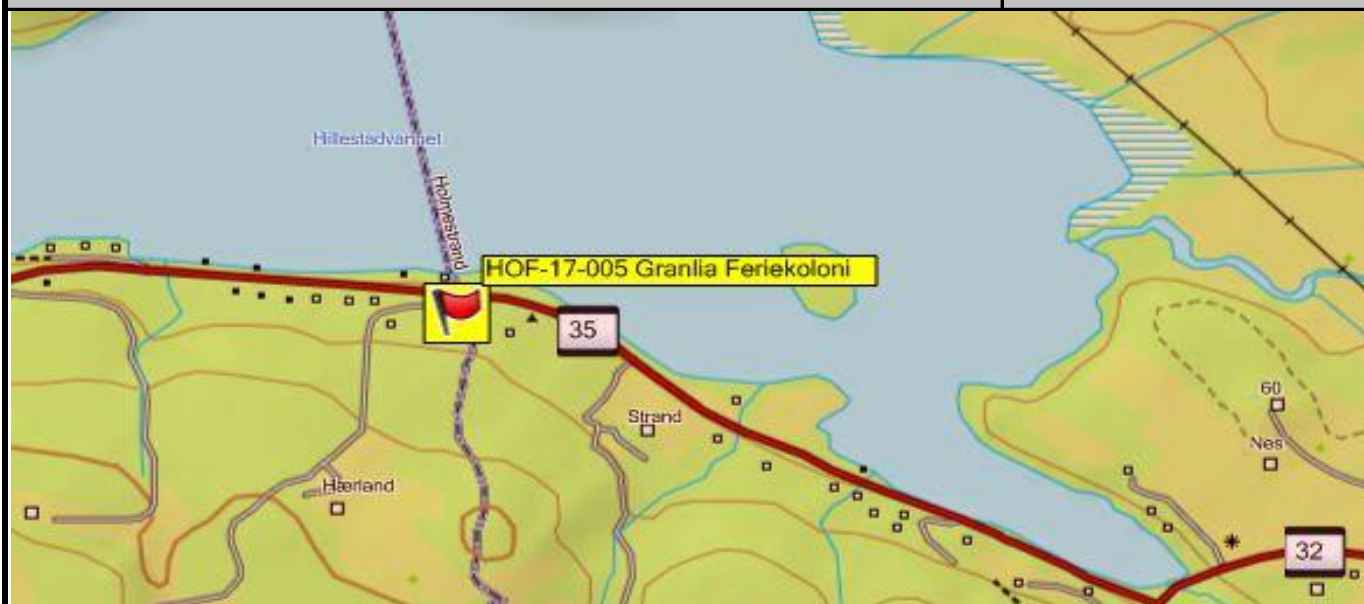 Hillestadvannet
Holmestrand
HOF-17-005 Granlia Feriekoloni
35
Strand
60
Nes
Hærland
32